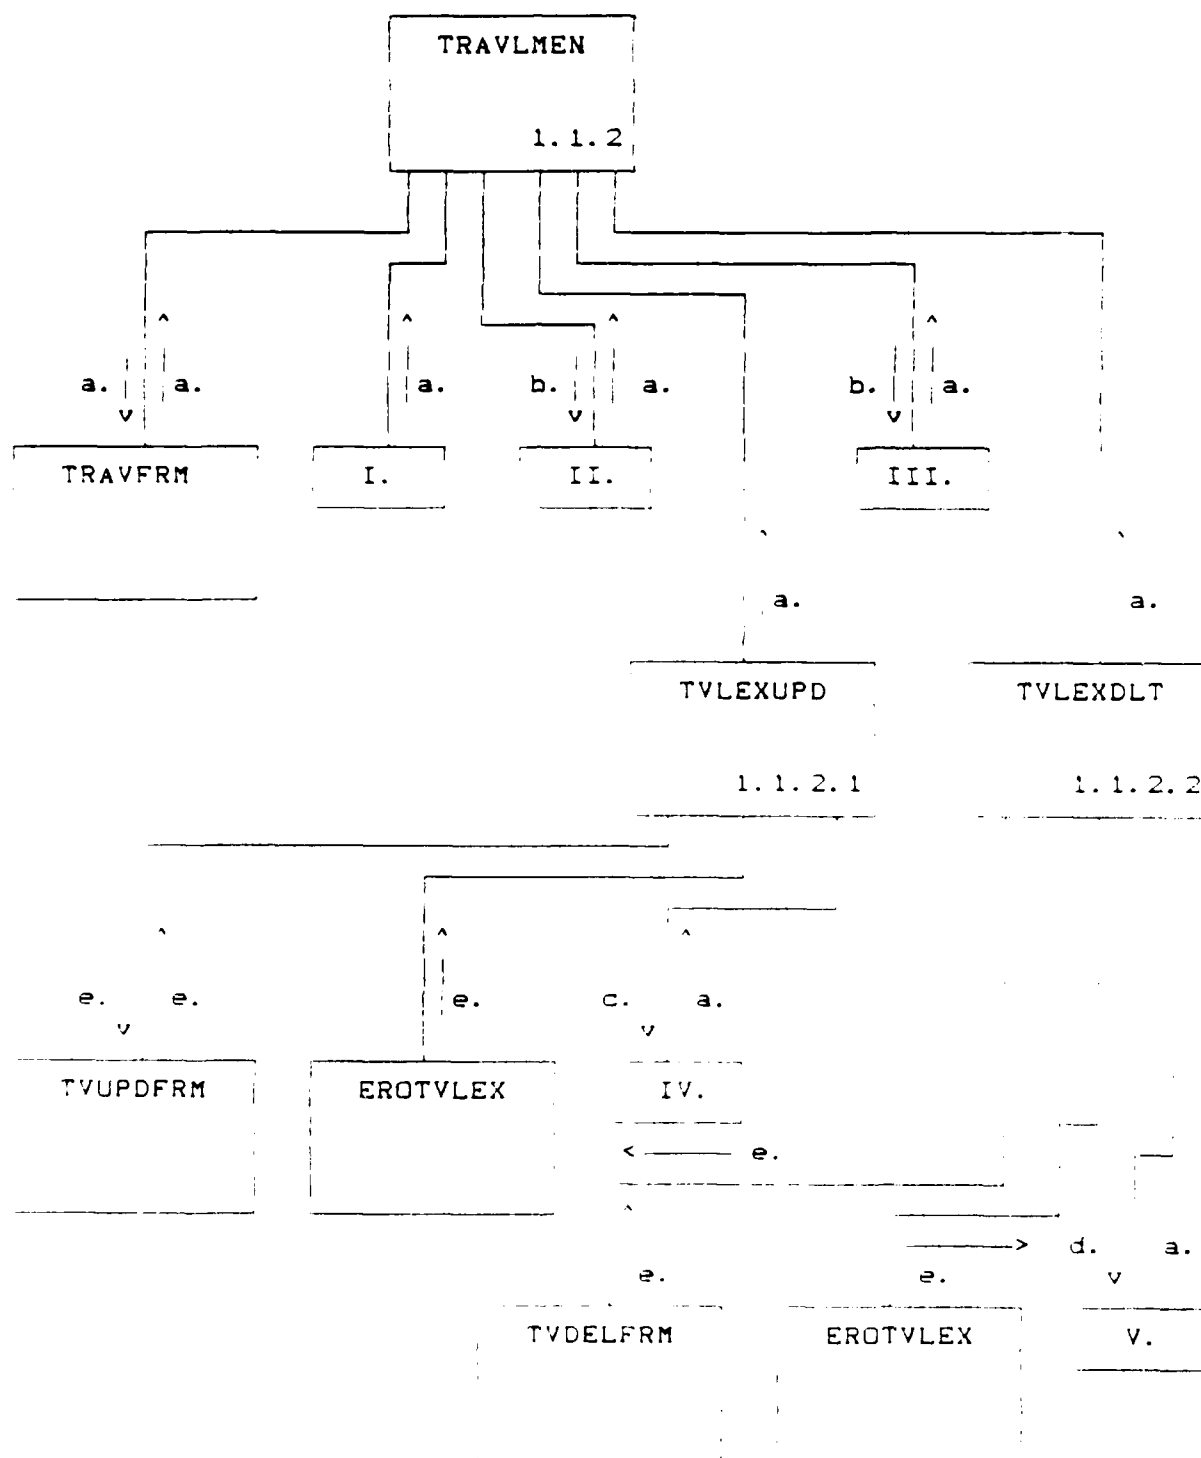 TRAVLMEN
1.1.2
^ ^ ^ ^
a. a. a. b. a. b. a.
v v v
TRAVFRM I. II. III.
a. a.
TVLEXUPD TVLEXDLT
1.1.2.1 1.1.2.2
^ ^ ^
e. e. e. c. a.
v v
TVUPDFRM EROTVLEX IV.
< e.
^
> d. a.
e. e. v
TVDELFRM EROTVLEX V.